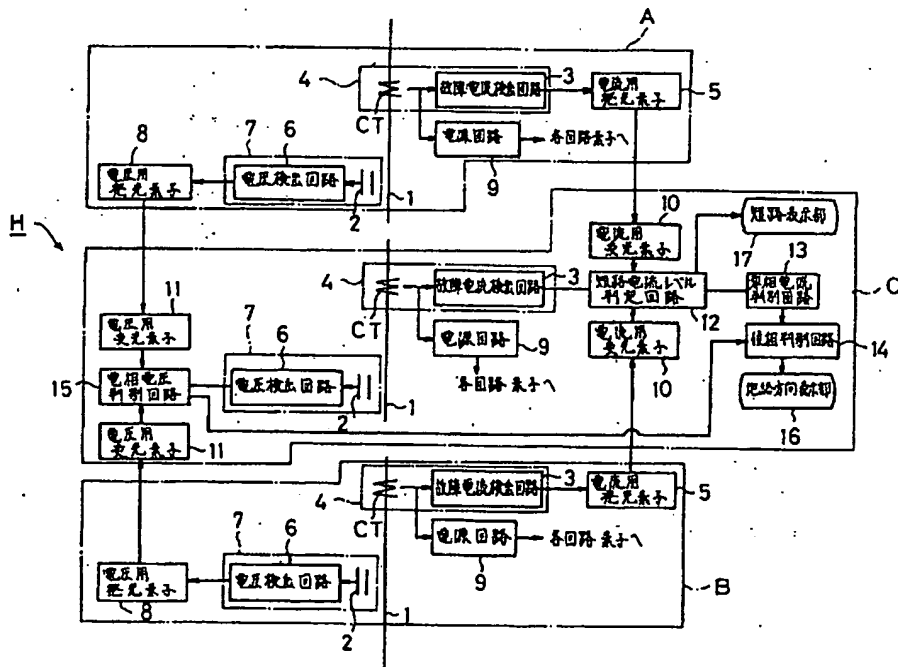 A
4
3
CT
故障電流検出回路
電流用
発光素子
5
電源回路
各回路素子へ
9
8
7
6
電圧用
発光素子
電圧検出回路
2
1
H
10
電流用
受光素子
短絡表示部
17
13
4
3
CT
故障電流検出回路
短絡電流レベル
判定回路
12
電流判別回路
C
11
電圧用
受光素子
7
6
電源回路
9
電流用
受光素子
10
位相判別回路
14
15
電圧
判別回路
電圧検出回路
各回路素子へ
2
1
方向表示部
16
電圧用
受光素子
11
4
3
CT
故障電流検出回路
電流用
発光素子
5
電源回路
各回路素子へ
9
7
6
電圧用
発光素子
8
電圧検出回路
2
1
B